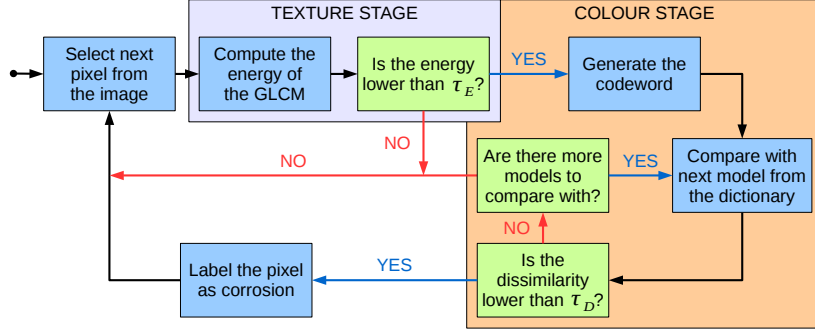 TEXTURE STAGE
COLOUR STAGE
Select next
pixel from
the image
Compute the
energy of
the GLCM
Is the energy
lower than τ_E?
YES
Generate the
codeword
NO
NO
Are there more
models to
compare with?
YES
Compare with
next model from
the dictionary
NO
Label the pixel
as corrosion
YES
Is the
dissimilarity
lower than τ_D?